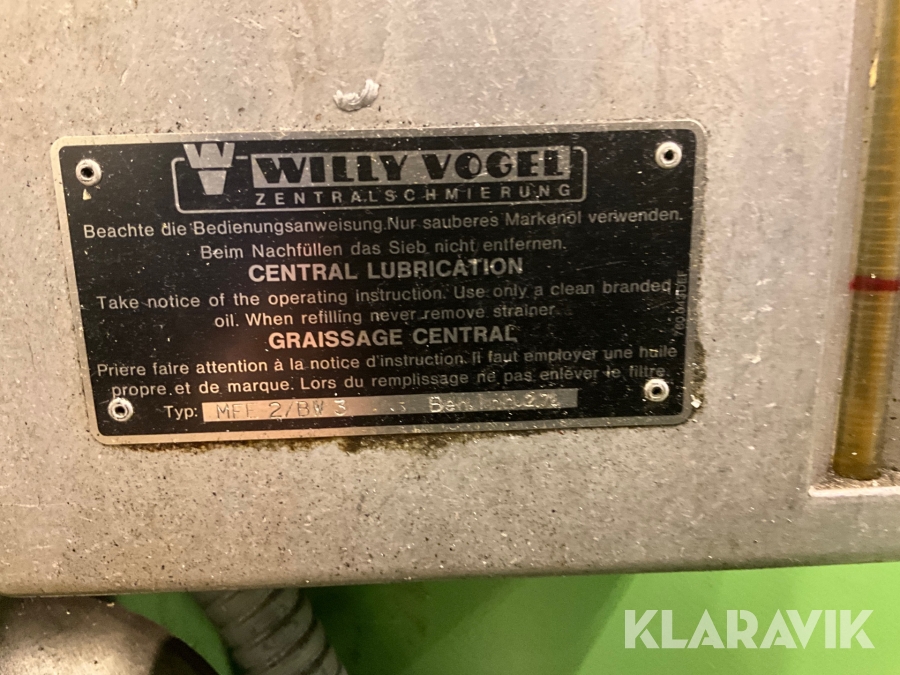 W WILLY VOGEL
ZENTRALSCHMIERUNG
Beachte die Bedienungsanweisung.Nur sauberes Markenöl verwenden.
Beim Nachfüllen das Sieb nicht entfernen.
CENTRAL LUBRICATION
Take notice of the operating instruction. Use only a clean branded
oil. When refilling never remove strainer.
GRAISSAGE CENTRAL
Prière faire attention à la notice d'instruction. Il faut employer une huile
propre et de marque. Lors du remplissage ne pas enlever le filtre.
Typ: 2/BW 3
KLARAVIK